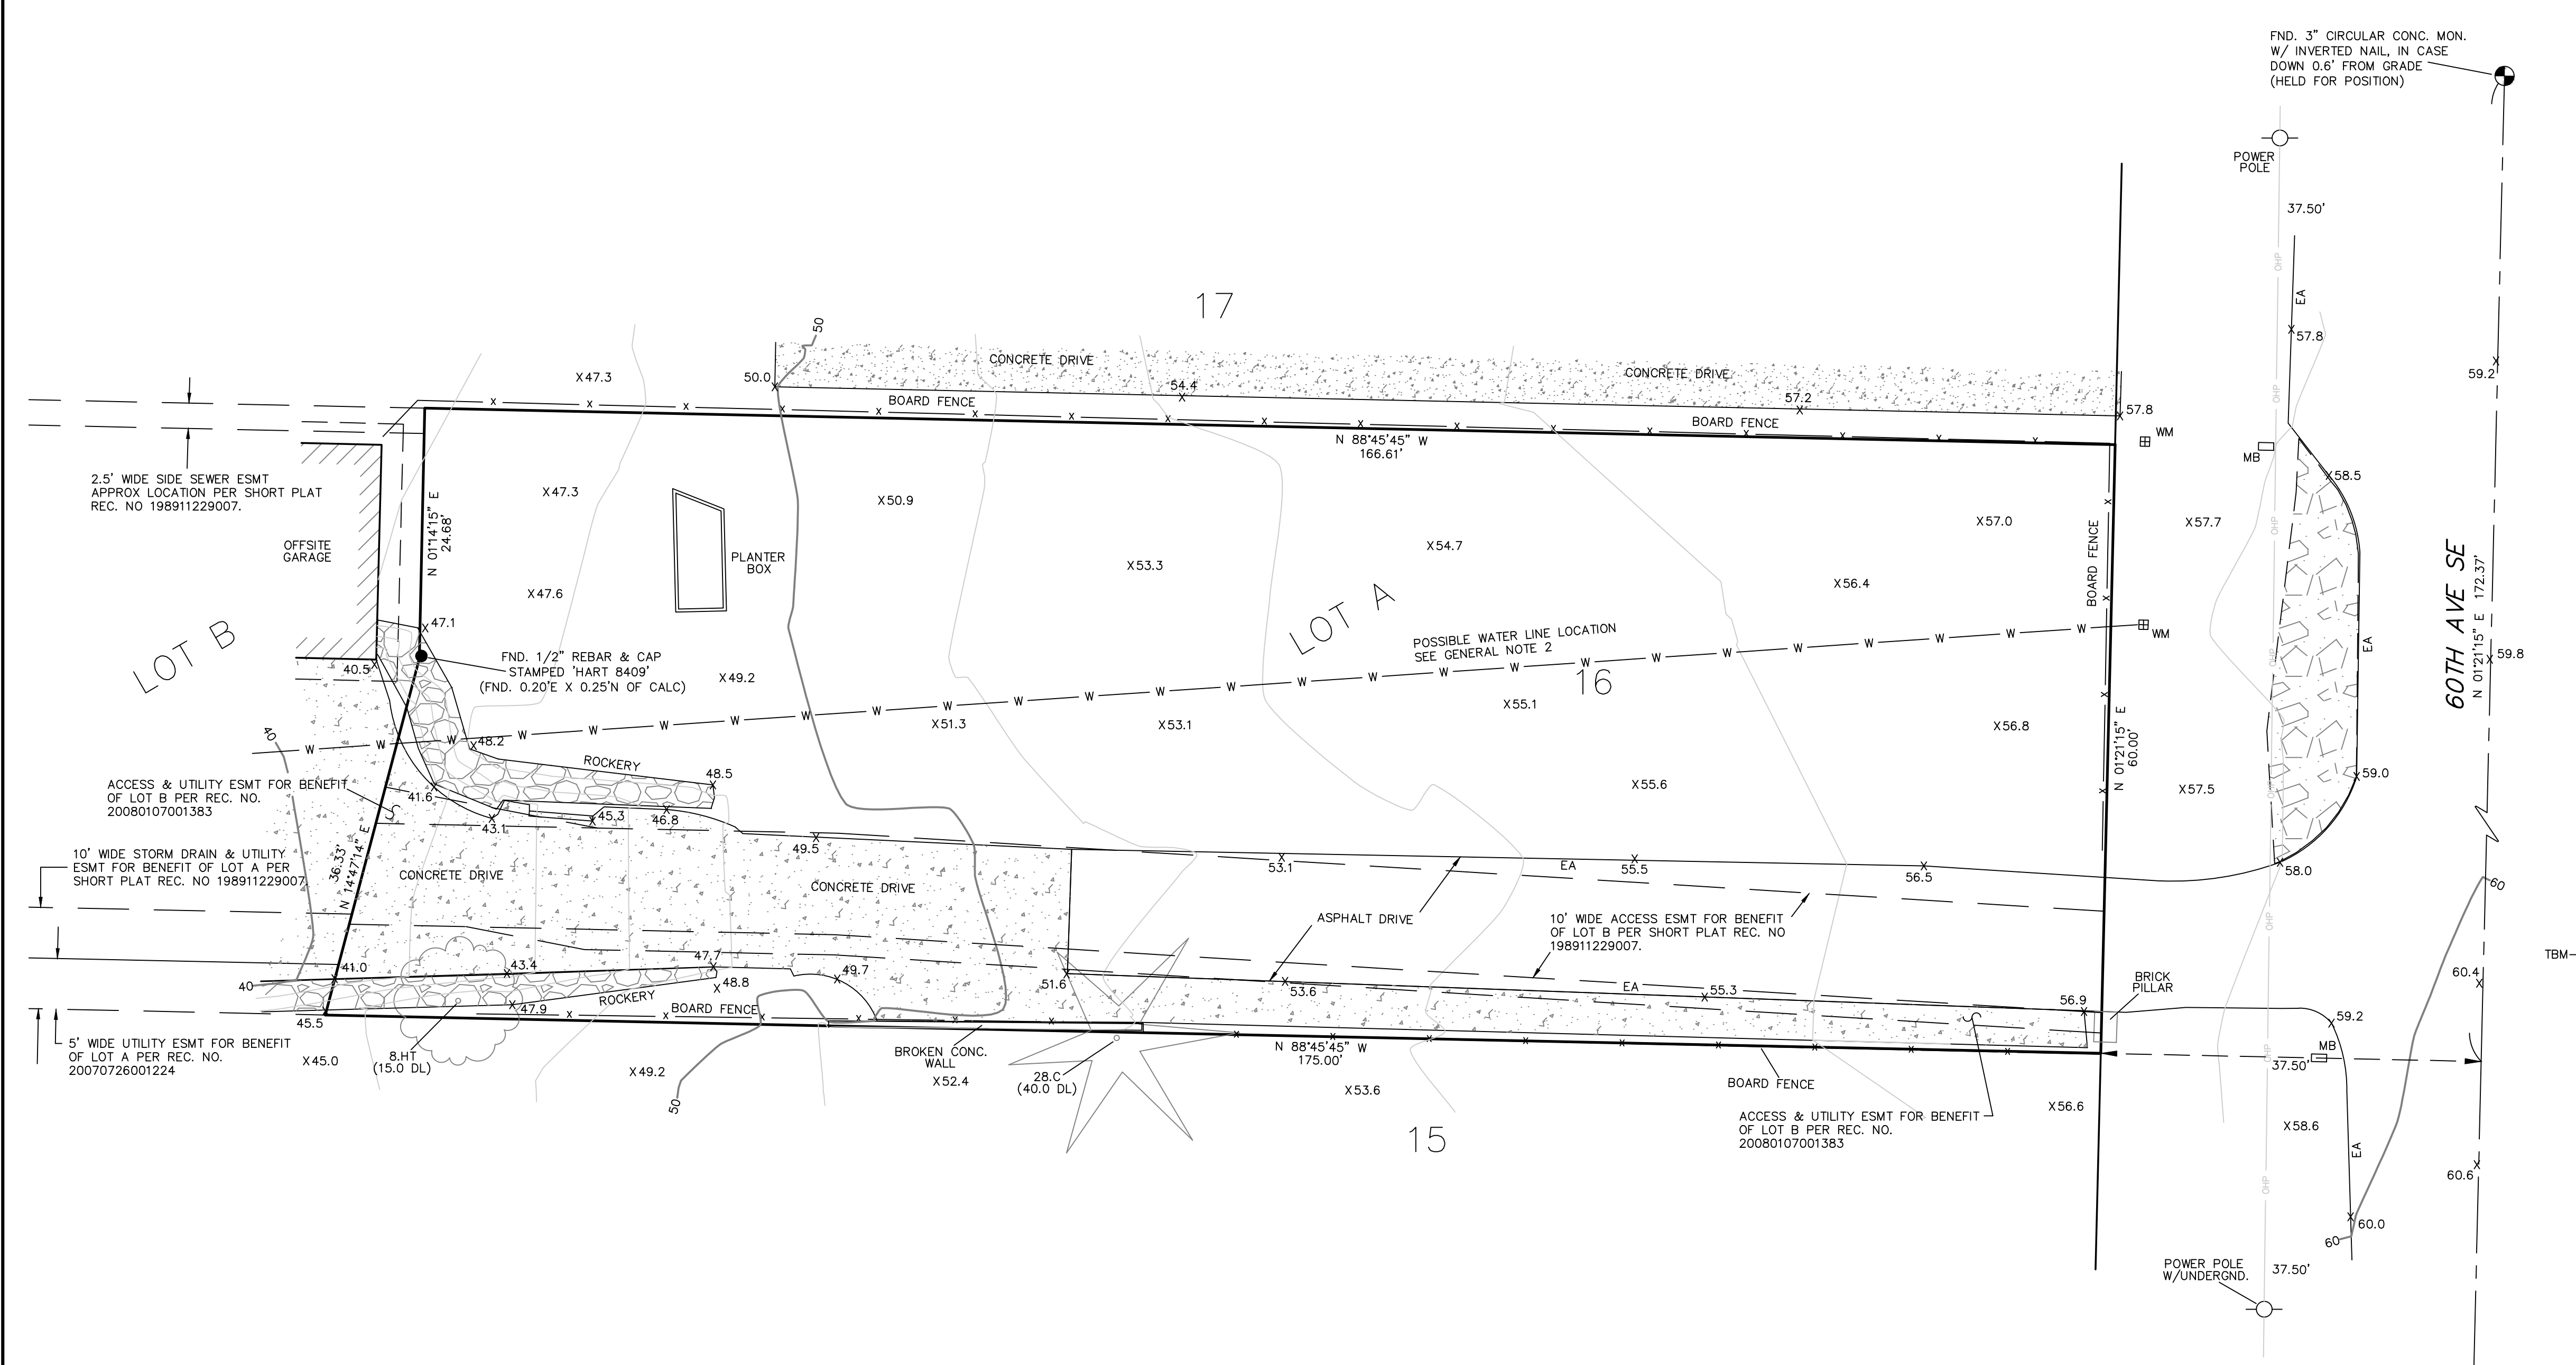 FND. 3" CIRCULAR CONC. MON.
W/ INVERTED NAIL, IN CASE
DOWN 0.6' FROM GRADE
(HELD FOR POSITION)
POWER
POLE
37.50'
OHP
EA
X57.8
59.2
17
50
CONCRETE DRIVE
CONCRETE DRIVE
X47.3
50.0
54.4
57.2
57.8
BOARD FENCE
BOARD FENCE
N 88°45'45" W
166.61'
WM
MB
X58.5
2.5' WIDE SIDE SEWER ESMT
APPROX LOCATION PER SHORT PLAT
REC. NO 198911229007.
N 01°14'15" E
24.68'
X47.3
X50.9
X57.0
X57.7
OFFSITE
GARAGE
PLANTER
BOX
X53.3
X54.7
X56.4
BOARD FENCE
X47.6
LOT A
LOT B
47.1
40.5
FND. 1/2" REBAR & CAP
STAMPED 'HART 8409'
(FND. 0.20'E X 0.25'N OF CALC)
X49.2
POSSIBLE WATER LINE LOCATION
SEE GENERAL NOTE 2
WM
16
EA
60TH AVE SE
N 01°21'15" E 172.37'
59.8
X51.3
X53.1
X55.1
X56.8
N 01°21'15" E
60.00'
40
48.2
ROCKERY
48.5
X55.6
X57.5
59.0
ACCESS & UTILITY ESMT FOR BENEFIT
OF LOT B PER REC. NO.
20080107001383
41.6
43.1
45.3
46.8
49.5
10' WIDE STORM DRAIN & UTILITY
ESMT FOR BENEFIT OF LOT A PER
SHORT PLAT REC. NO 198911229007.
36.33'
N 14°47'14" E
CONCRETE DRIVE
CONCRETE DRIVE
53.1
EA
55.5
56.5
58.0
60
ASPHALT DRIVE
10' WIDE ACCESS ESMT FOR BENEFIT
OF LOT B PER SHORT PLAT REC. NO
198911229007.
TBM
41.0
43.4
47.7
48.8
49.7
51.6
53.6
EA
55.3
56.9
BRICK
PILLAR
60.4
40
45.5
47.9
ROCKERY
BOARD FENCE
59.2
MB
37.50'
5' WIDE UTILITY ESMT FOR BENEFIT
OF LOT A PER REC. NO.
20070726001224
X45.0
8.HT
(15.0 DL)
X49.2
50
BROKEN CONC.
WALL
X52.4
28.C
(40.0 DL)
N 88°45'45" W
175.00'
X53.6
BOARD FENCE
X56.6
X58.6
15
ACCESS & UTILITY ESMT FOR BENEFIT
OF LOT B PER REC. NO.
20080107001383
EA
60.6
60.0
60
POWER POLE
W/UNDERGND.
37.50'